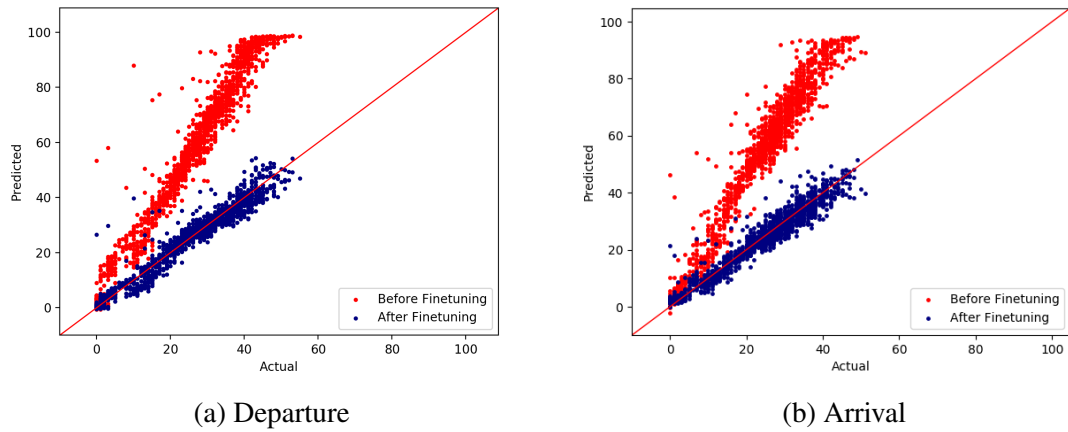 100
80
60
40
20
0
Predicted
0 20 40 60 80 100
Actual
Before Finetuning
After Finetuning
(a) Departure
100
80
60
40
20
0
Predicted
0 20 40 60 80 100
Actual
Before Finetuning
After Finetuning
(b) Arrival